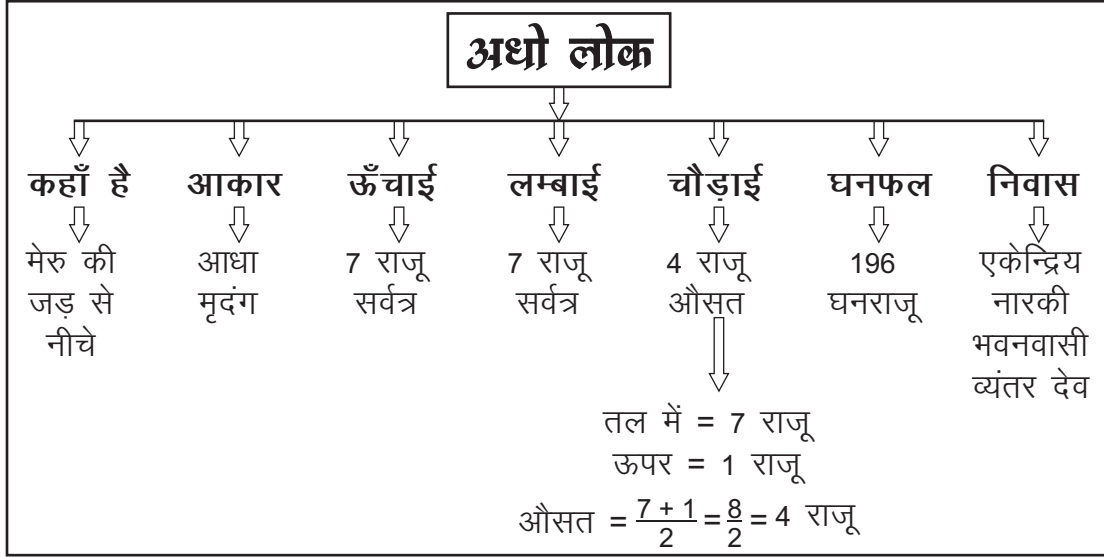 अधो लोक
कहाँ है आकार ऊँचाई लम्बाई चौड़ाई घनफल निवास
मेरु की आधा 7 राजू 7 राजू 4 राजू 196 एकेन्द्रिय
जड़ से मृदंग सर्वत्र सर्वत्र औसत घनराजू नारकी
नीचे भवनवासी
व्यंतर देव
तल में = 7 राजू
ऊपर = 1 राजू
औसत = 7 + 1/2 = 8/2 = 4 राजू